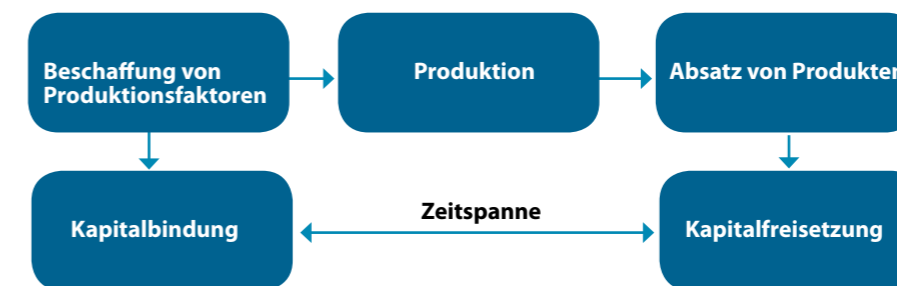 Beschaffung von
Produktionsfaktoren
Produktion
Absatz von Produkten
Kapitalbindung
Zeitspanne
Kapitalfreisetzung